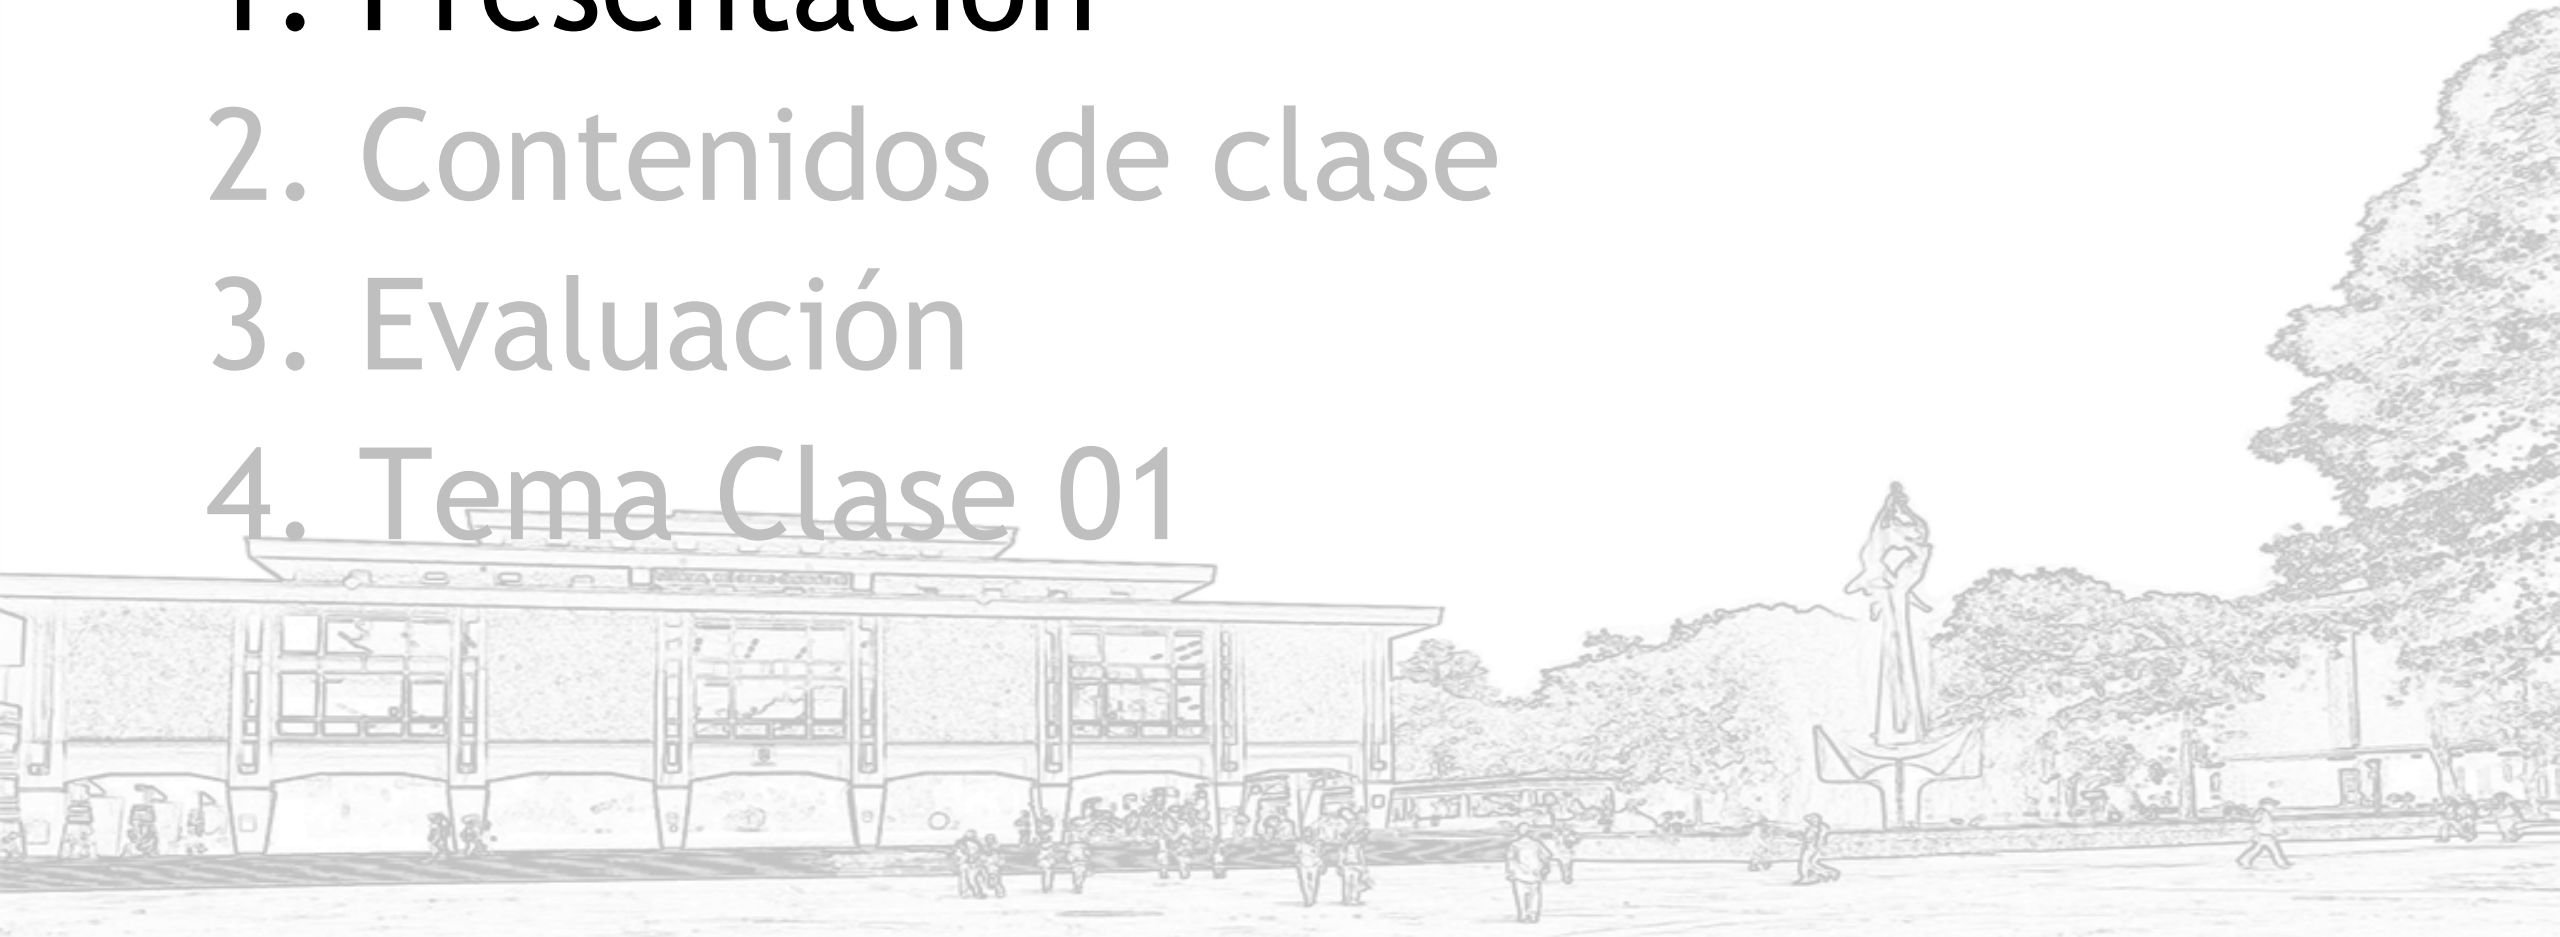 1. Presentación
2. Contenidos de clase
3. Evaluación
4. Tema Clase 01